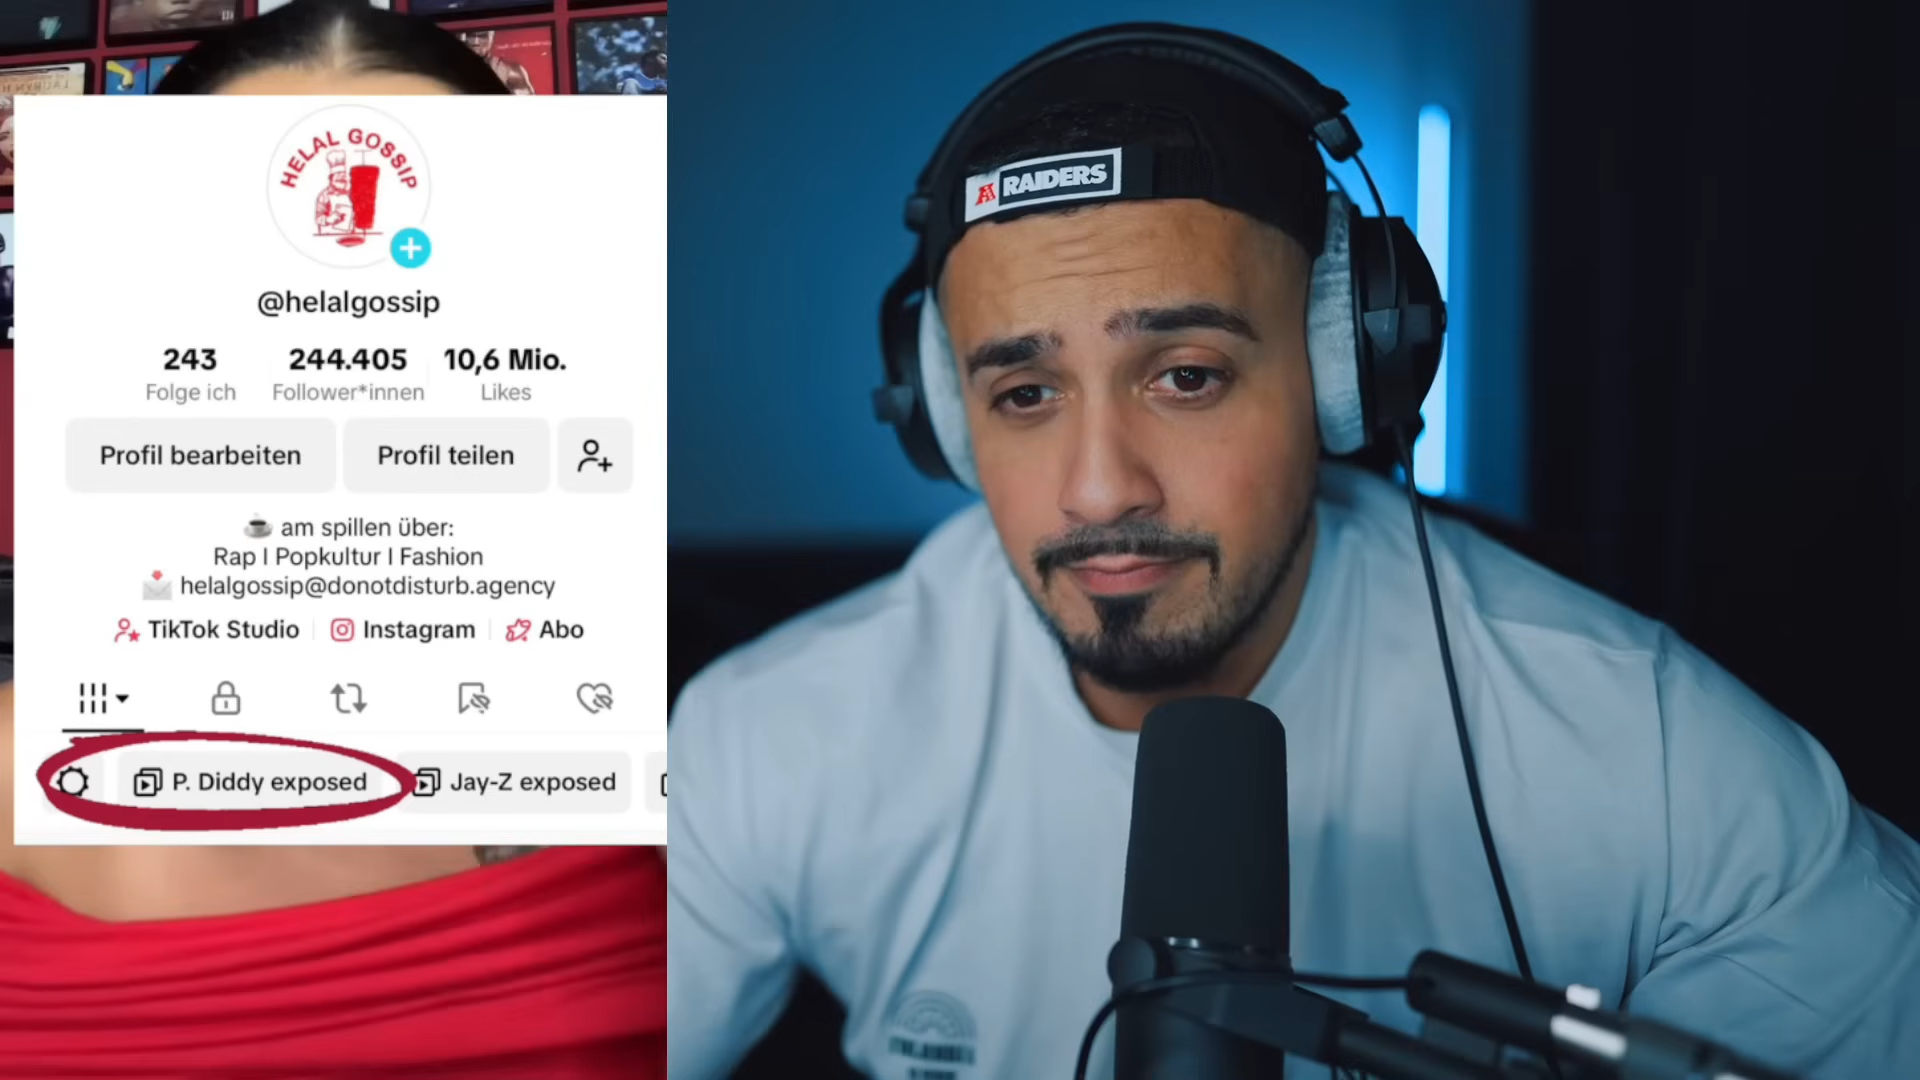 HELAL GOSSIP
@helalgossip
243
244.405
10,6 Mio.
Folge ich
Follower*innen
Likes
Profil bearbeiten
Profil teilen
☕ am spillen über:
Rap I Popkultur I Fashion
📩 helalgossip@donotdisturb.agency
TikTok Studio
Instagram
Abo
P. Diddy exposed
Jay-Z exposed
RAIDERS